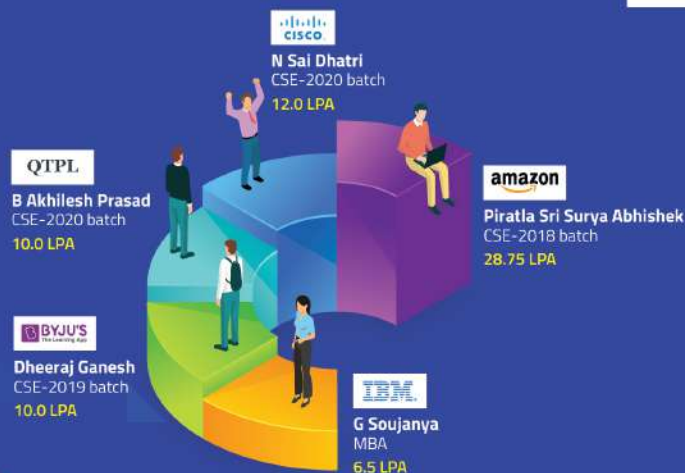 CISCO
N Sai Dhatri
CSE-2020 batch
12.0 LPA
QTPL
B Akhilesh Prasad
CSE-2020 batch
10.0 LPA
amazon
Piratla Sri Surya Abhishek
CSE-2018 batch
28.75 LPA
BYJU'S
The Learning App
Dheeraj Ganesh
CSE-2019 batch
10.0 LPA
IBM.
G Soujanya
MBA
6.5 LPA